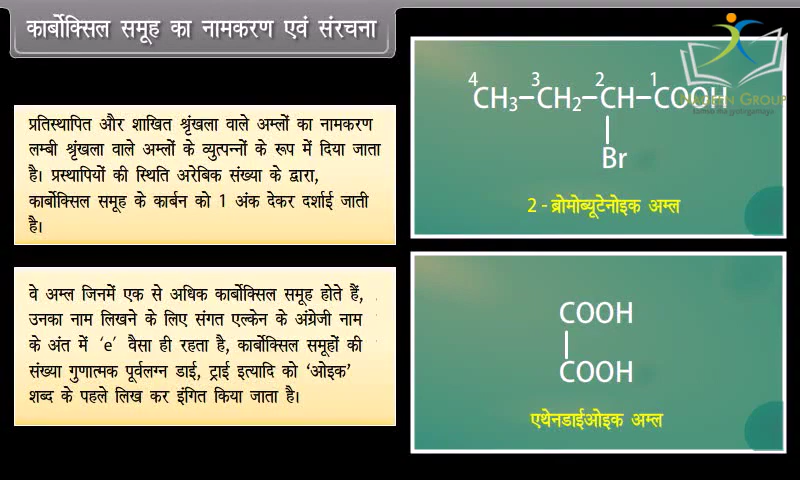 कार्बोक्सिल समूह का नामकरण एवं संरचना
प्रतिस्थापित और शाखित श्रृंखला वाले अम्लों का नामकरण
लम्बी श्रृंखला वाले अम्लों के व्युत्पन्नों के रूप में दिया जाता
है। प्रस्थापियों की स्थिति अरेबिक संख्या के द्वारा,
कार्बोक्सिल समूह के कार्बन को 1 अंक देकर दर्शाई जाती
है।
वे अम्ल जिनमें एक से अधिक कार्बोक्सिल समूह होते हैं,
उनका नाम लिखने के लिए संगत एल्केन के अंग्रेजी नाम
के अंत में ‘e’ वैसा ही रहता है, कार्बोक्सिल समूहों की
संख्या गुणात्मक पूर्वलग्न डाई, ट्राई इत्यादि को ‘ओइक’
शब्द के पहले लिख कर इंगित किया जाता है।
4 3 2 1
CH3–CH2–CH–COOH
Br
2-ब्रोमोब्यूटेनोइक अम्ल
COOH
COOH
एथेनडाईओइक अम्ल
NAGEEN GROUP